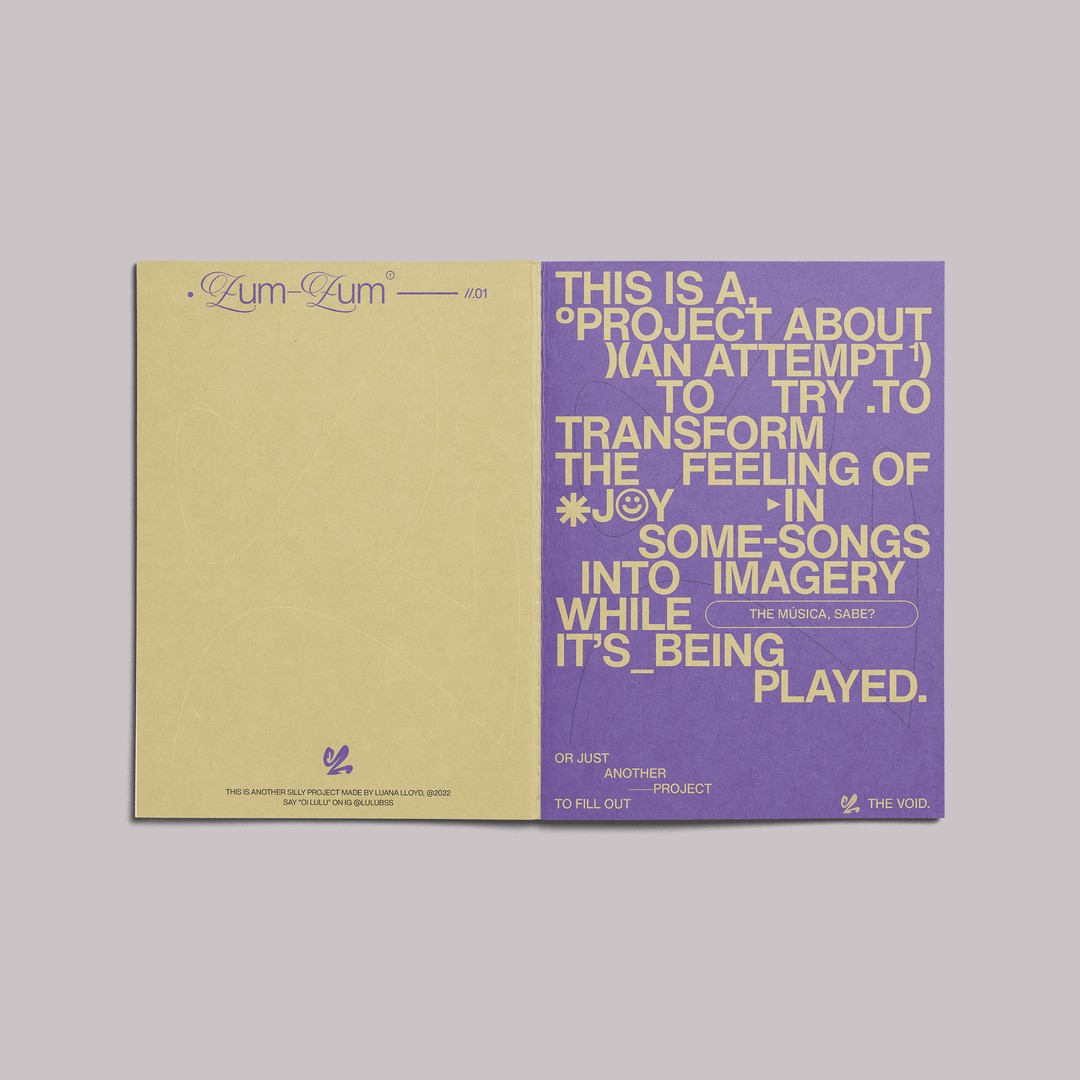 • Zum–Zum ① —— //.01
THIS IS ANOTHER SILLY PROJECT MADE BY LUANA LLOYD, @2022
SAY "OI LULU" ON IG @LULUBSS
THIS IS A,
ºPROJECT ABOUT
)(AN ATTEMPT ¹)
TO TRY .TO
TRANSFORM
THE FEELING OF
✱J☺Y ▸IN
SOME-SONGS
INTO IMAGERY
WHILE THE MÚSICA, SABE?
IT'S_BEING
PLAYED.
OR JUST
ANOTHER
——PROJECT
TO FILL OUT THE VOID.